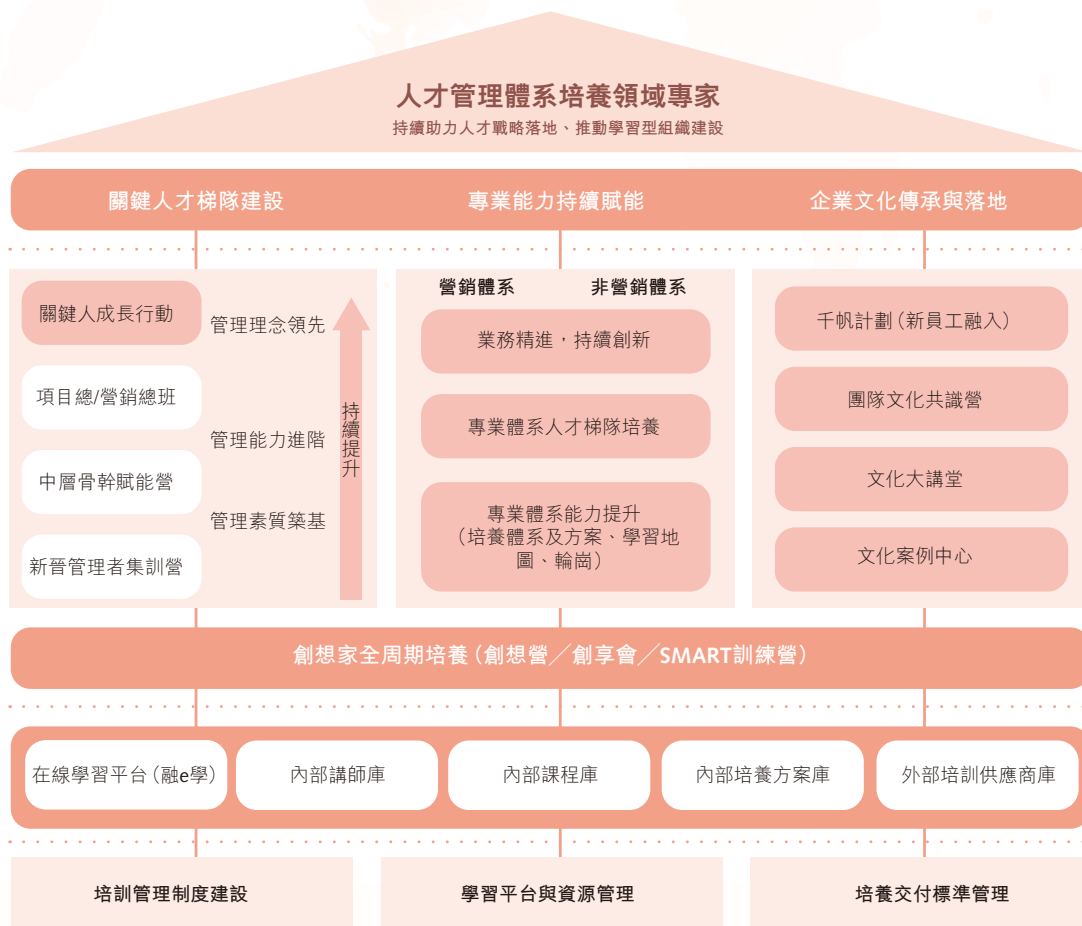 人才管理體系培養領域專家
持續助力人才戰略落地、推動學習型組織建設
關鍵人才梯隊建設
專業能力持續賦能
企業文化傳承與落地
關鍵人成長行動
項目總/營銷總班
中層骨幹賦能營
新晉管理者集訓營
管理理念領先
管理能力進階
管理素質築基
持續提升
營銷體系
非營銷體系
業務精進，持續創新
專業體系人才梯隊培養
專業體系能力提升
（培養體系及方案、學習地
圖、輪崗）
千帆計劃（新員工融入）
團隊文化共識營
文化大講堂
文化案例中心
創想家全周期培養（創想營／創享會／SMART訓練營）
在線學習平台（融e學）
內部講師庫
內部課程庫
內部培養方案庫
外部培訓供應商庫
培訓管理制度建設
學習平台與資源管理
培養交付標準管理